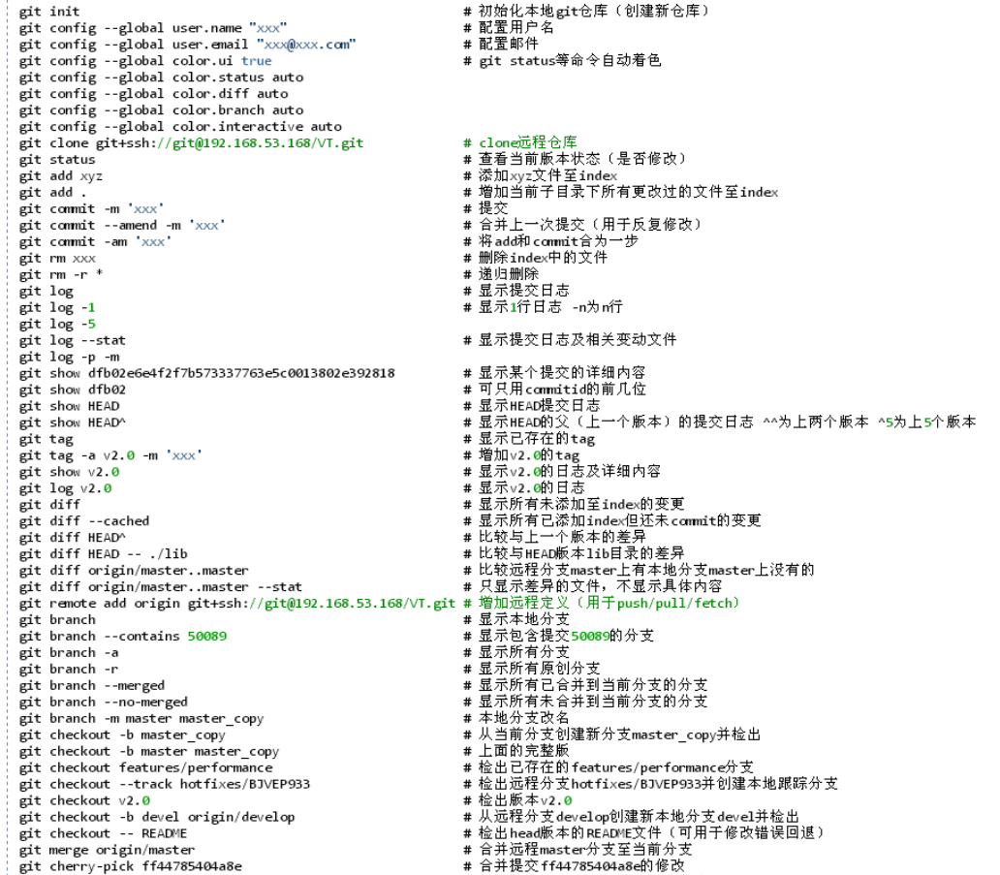 git init # 初始化本地git仓库（创建新仓库）
git config --global user.name "xxx" # 配置用户名
git config --global user.email "xxx@xxx.com" # 配置邮件
git config --global color.ui true # git status等命令自动着色
git config --global color.status auto
git config --global color.diff auto
git config --global color.branch auto
git config --global color.interactive auto
git clone git+ssh://git@192.168.53.168/VT.git # clone远程仓库
git status # 查看当前版本状态（是否修改）
git add xyz # 添加xyz文件至index
git add . # 增加当前子目录下所有更改过的文件至index
git commit -m 'xxx' # 提交
git commit --amend -m 'xxx' # 合并上一次提交（用于反复修改）
git commit -am 'xxx' # 将add和commit合为一步
git rm xxx # 删除index中的文件
git rm -r * # 递归删除
git log # 显示提交日志
git log -1 # 显示1行日志 -n为n行
git log -5
git log --stat # 显示提交日志及相关变动文件
git log -p -m
git show dfb02e6e4f2f7b573337763e5c0013802e392818 # 显示某个提交的详细内容
git show dfb02 # 可只用commitid的前几位
git show HEAD # 显示HEAD提交日志
git show HEAD^ # 显示HEAD的父（上一个版本）的提交日志 ^^为上两个版本 ^5为上5个版本
git tag # 显示已存在的tag
git tag -a v2.0 -m 'xxx' # 增加v2.0的tag
git show v2.0 # 显示v2.0的日志及详细内容
git log v2.0 # 显示v2.0的日志
git diff # 显示所有未添加至index的变更
git diff --cached # 显示所有已添加index但还未commit的变更
git diff HEAD^ # 比较与上一个版本的差异
git diff HEAD -- ./lib # 比较与HEAD版本lib目录的差异
git diff origin/master..master # 比较远程分支master上有本地分支master上没有的
git diff origin/master..master --stat # 只显示差异的文件，不显示具体内容
git remote add origin git+ssh://git@192.168.53.168/VT.git # 增加远程定义（用于push/pull/fetch）
git branch # 显示本地分支
git branch --contains 50089 # 显示包含提交50089的分支
git branch -a # 显示所有分支
git branch -r # 显示所有原创分支
git branch --merged # 显示所有已合并到当前分支的分支
git branch --no-merged # 显示所有未合并到当前分支的分支
git branch -m master master_copy # 本地分支改名
git checkout -b master_copy # 从当前分支创建新分支master_copy并检出
git checkout -b master master_copy # 上面的完整版
git checkout features/performance # 检出已存在的features/performance分支
git checkout --track hotfixes/BJVEP933 # 检出远程分支hotfixes/BJVEP933并创建本地跟踪分支
git checkout v2.0 # 检出版本v2.0
git checkout -b devel origin/develop # 从远程分支develop创建新本地分支devel并检出
git checkout -- README # 检出head版本的README文件（可用于修改错误回退）
git merge origin/master # 合并远程master分支至当前分支
git cherry-pick ff44785404a8e # 合并提交ff44785404a8e的修改